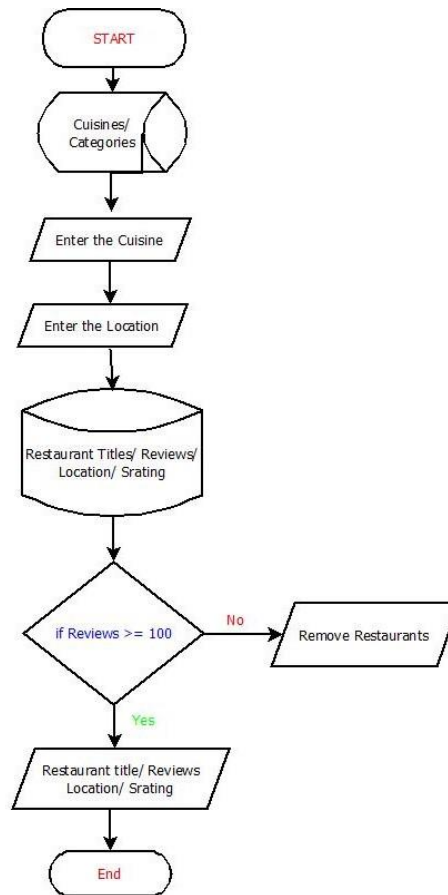 START
Cuisines/
Categories
Enter the Cuisine
Enter the Location
Restaurant Titles/ Reviews/
Location/ Srating
if Reviews >= 100
No
Remove Restaurants
Yes
Restaurant title/ Reviews
Location/ Srating
End